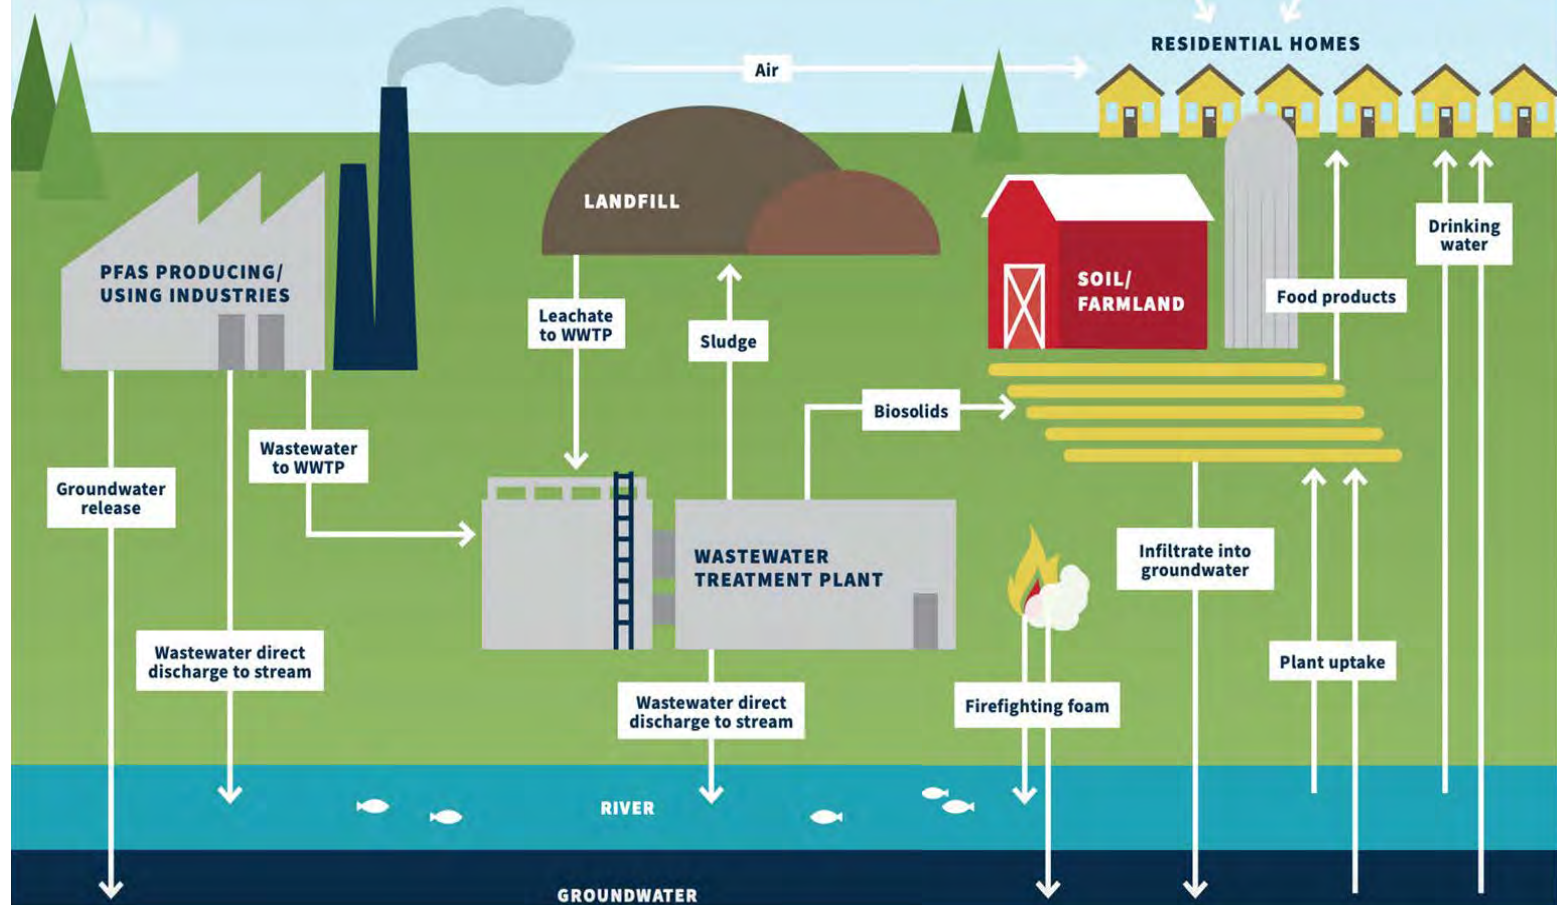 RESIDENTIAL HOMES
Air
LANDFILL
PFAS PRODUCING/
USING INDUSTRIES
Leachate
to WWTP
Sludge
SOIL/
FARMLAND
Food products
Drinking
water
Biosolids
Wastewater
to WWTP
Groundwater
release
WASTEWATER
TREATMENT PLANT
Infiltrate into
groundwater
Wastewater direct
discharge to stream
Wastewater direct
discharge to stream
Firefighting foam
Plant uptake
RIVER
GROUNDWATER